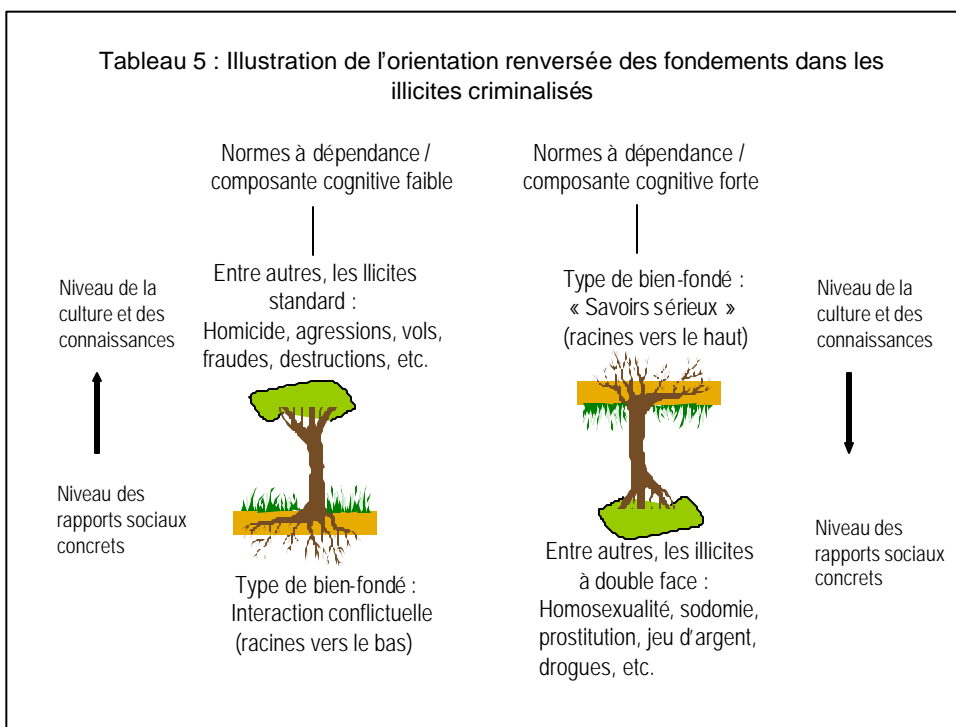 Tableau 5 : Illustration de l'orientation renversée des fondements dans les
illicites criminalisés
Normes à dépendance /
composante cognitive faible
Normes à dépendance /
composante cognitive forte
Niveau de la
culture et des
connaissances
Entre autres, les llicites
standard :
Homicide, agressions, vols,
fraudes, destructions, etc.
Type de bien-fondé :
« Savoirs sérieux »
(racines vers le haut)
Niveau de la
culture et des
connaissances
Niveau des
rapports sociaux
concrets
Type de bien-fondé :
Interaction conflictuelle
(racines vers le bas)
Entre autres, les illicites
à double face :
Homosexualité, sodomie,
prostitution, jeu d'argent,
drogues, etc.
Niveau des
rapports sociaux
concrets